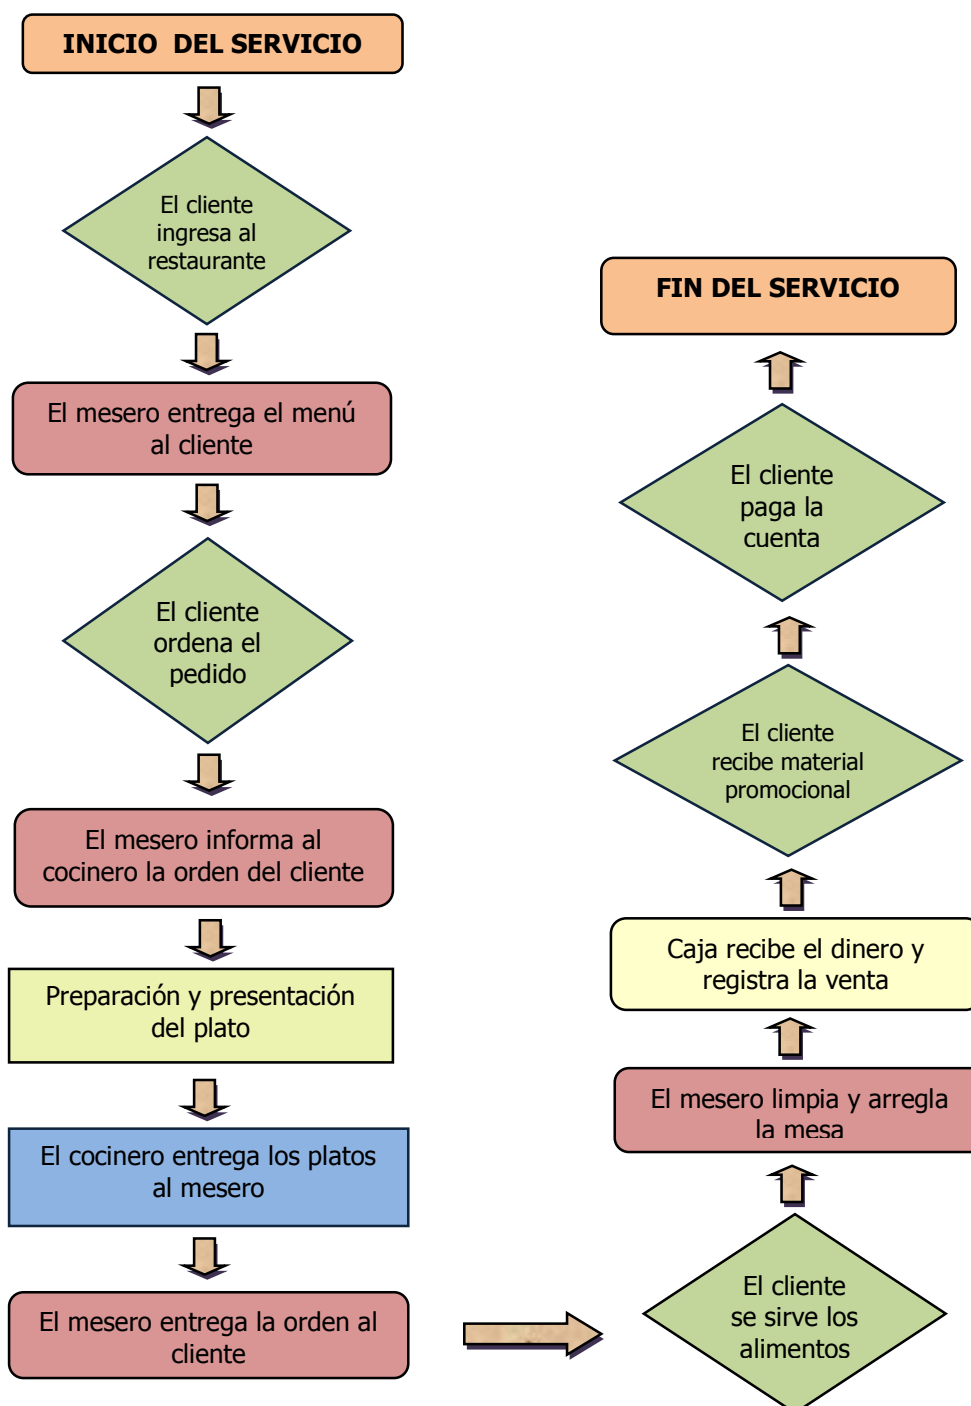 INICIO DEL SERVICIO
El cliente
ingresa al
restaurante
El mesero entrega el menú
al cliente
El cliente
ordena el
pedido
El mesero informa al
cocinero la orden del cliente
Preparación y presentación
del plato
El cocinero entrega los platos
al mesero
El mesero entrega la orden al
cliente
El cliente
se sirve los
alimentos
El mesero limpia y arregla
la mesa
Caja recibe el dinero y
registra la venta
El cliente
recibe material
promocional
El cliente
paga la
cuenta
FIN DEL SERVICIO